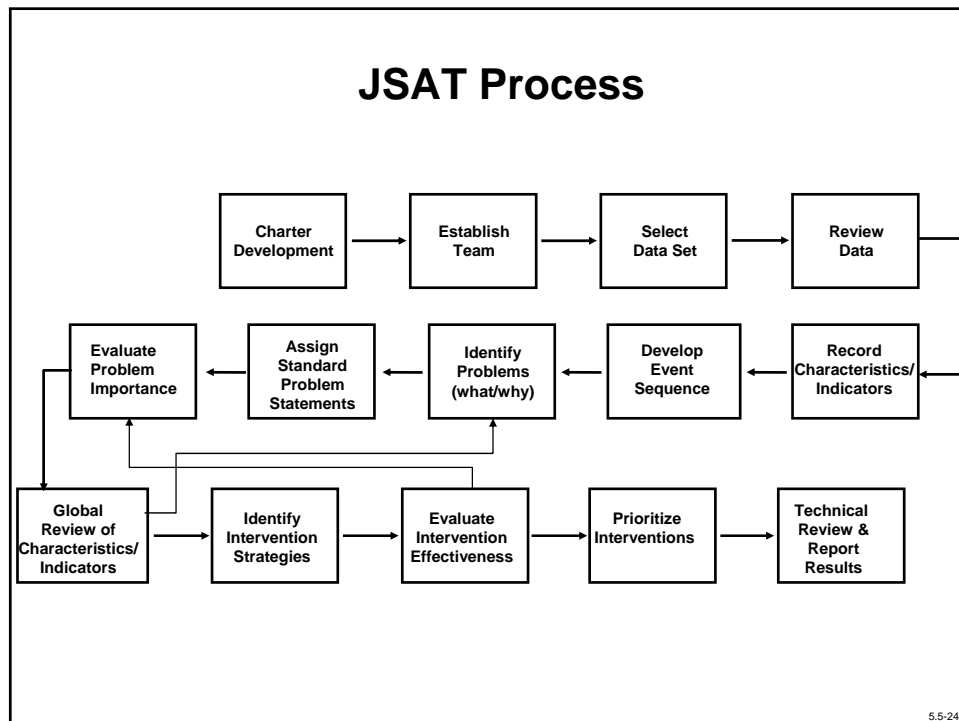 JSAT Process
Charter
Development
Establish
Team
Select
Data Set
Review
Data
Record
Characteristics/
Indicators
Develop
Event
Sequence
Identify
Problems
(what/why)
Assign
Standard
Problem
Statements
Evaluate
Problem
Importance
Global
Review of
Characteristics/
Indicators
Identify
Intervention
Strategies
Evaluate
Intervention
Effectiveness
Prioritize
Interventions
Technical
Review &
Report
Results
5.5-24